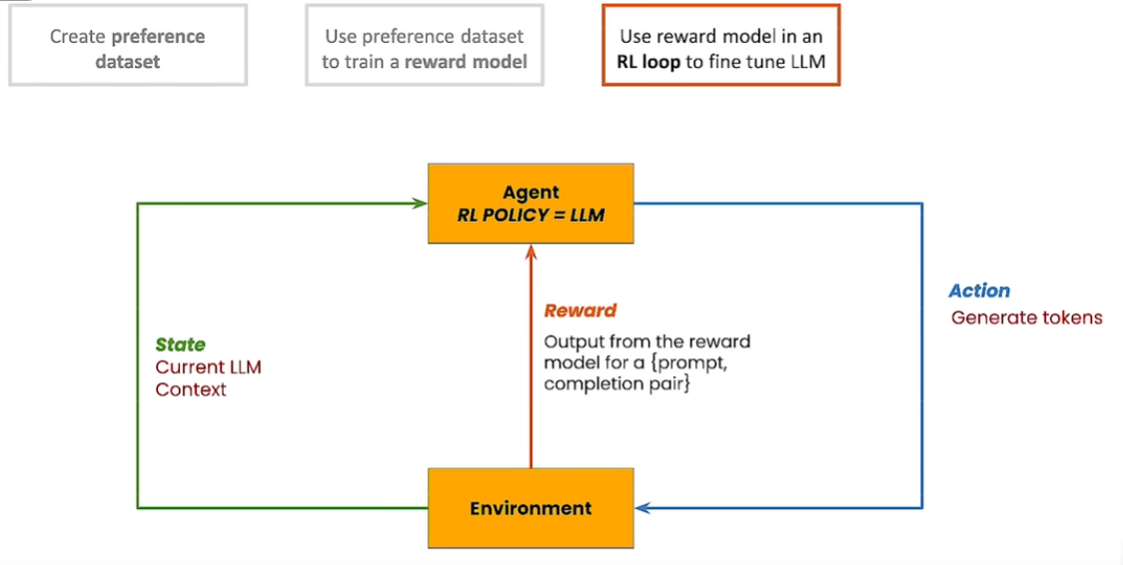 Create preference
dataset
Use preference dataset
to train a reward model
Use reward model in an
RL loop to fine tune LLM
Agent
RL POLICY = LLM
State
Current LLM
Context
Reward
Output from the reward
model for a {prompt,
completion pair}
Action
Generate tokens
Environment